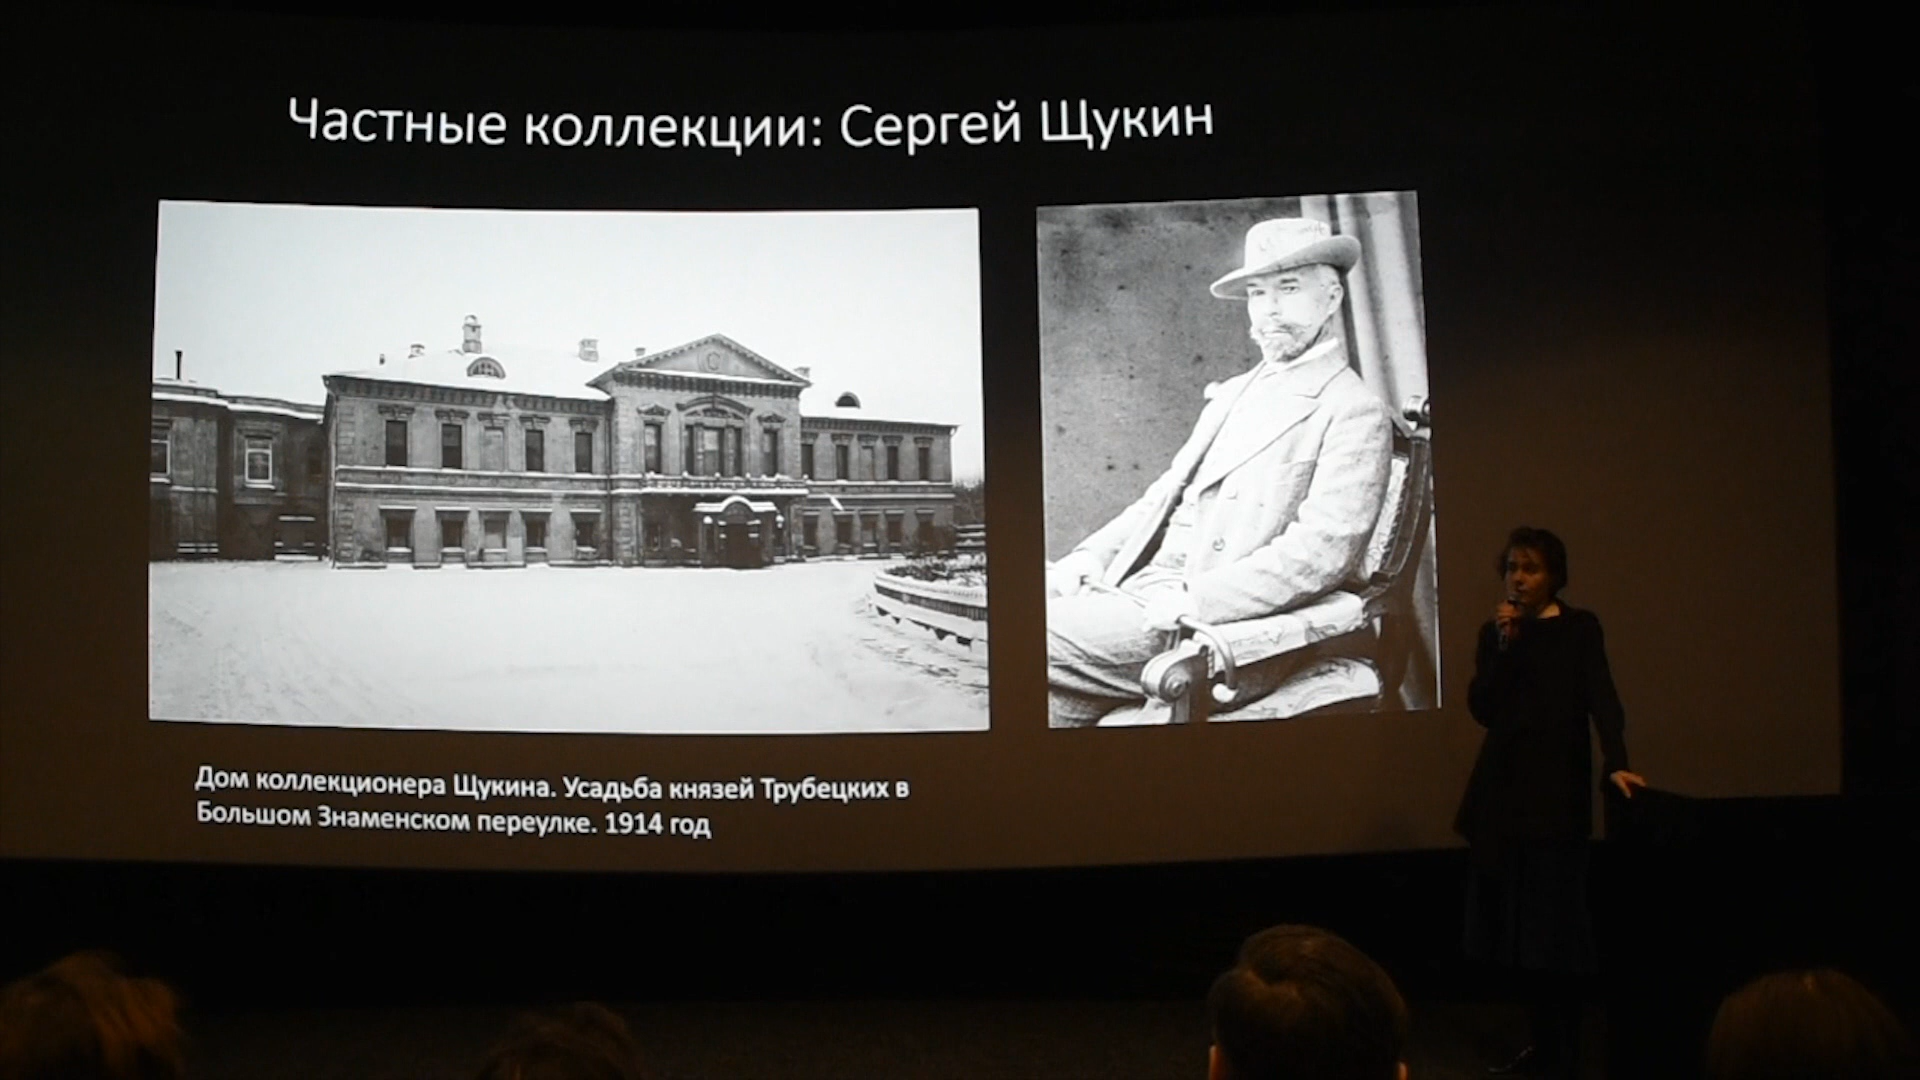 Частные коллекции: Сергей Щукин
Дом коллекционера Щукина. Усадьба князей Трубецких в
Большом Знаменском переулке. 1914 год